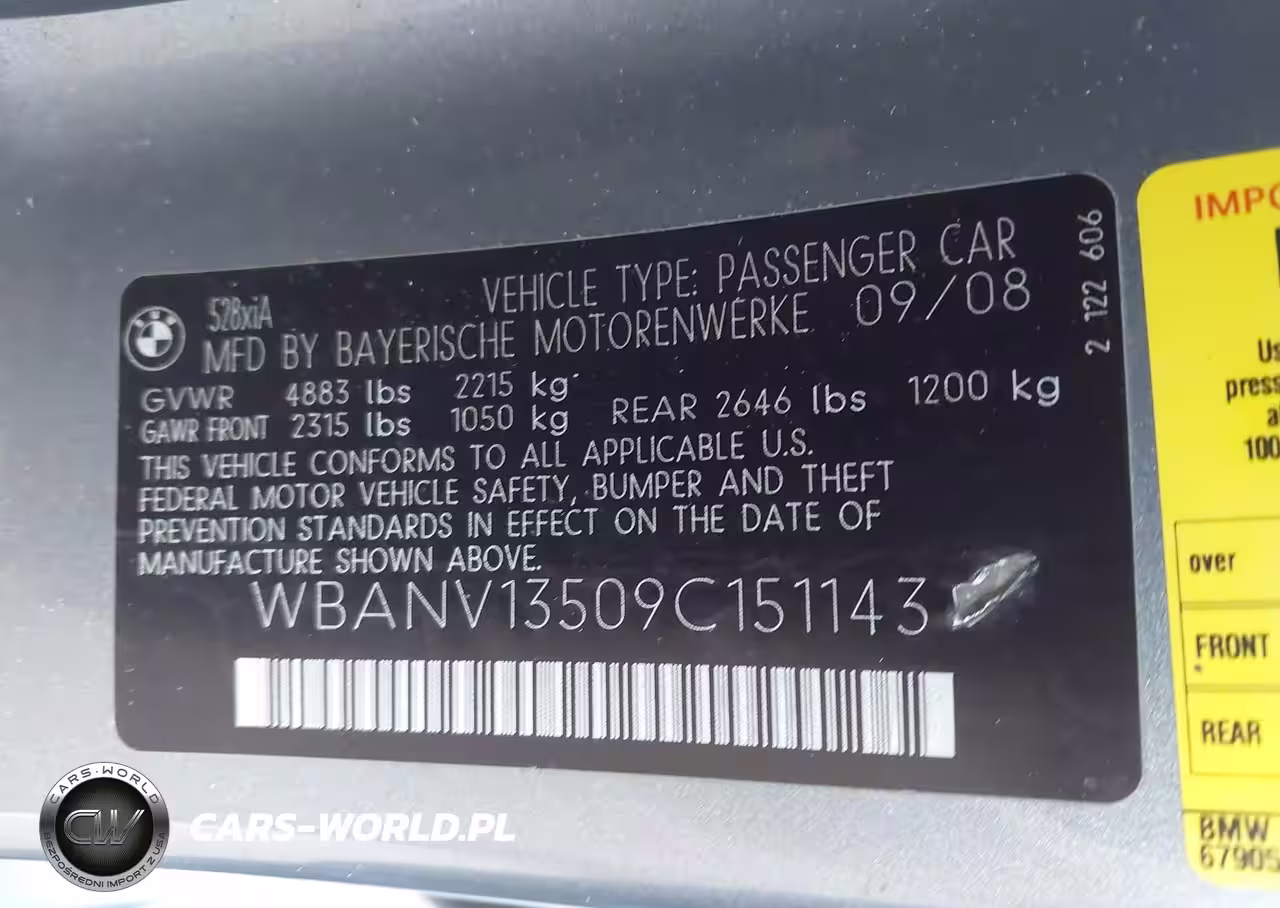 528xiA
VEHICLE TYPE: PASSENGER CAR
MFD BY BAYERISCHE MOTORENWERKE 09/08
GVWR 4883 lbs 2215 kg
GAWR FRONT 2315 lbs 1050 kg REAR 2646 lbs 1200 kg
THIS VEHICLE CONFORMS TO ALL APPLICABLE U.S.
FEDERAL MOTOR VEHICLE SAFETY, BUMPER AND THEFT
PREVENTION STANDARDS IN EFFECT ON THE DATE OF
MANUFACTURE SHOWN ABOVE.
WBANV13509C151143
2 122 606
over
FRONT
REAR
BMW
CARS-WORLD
CW
BEZPOŚREDNI IMPORT Z USA
CARS-WORLD.PL